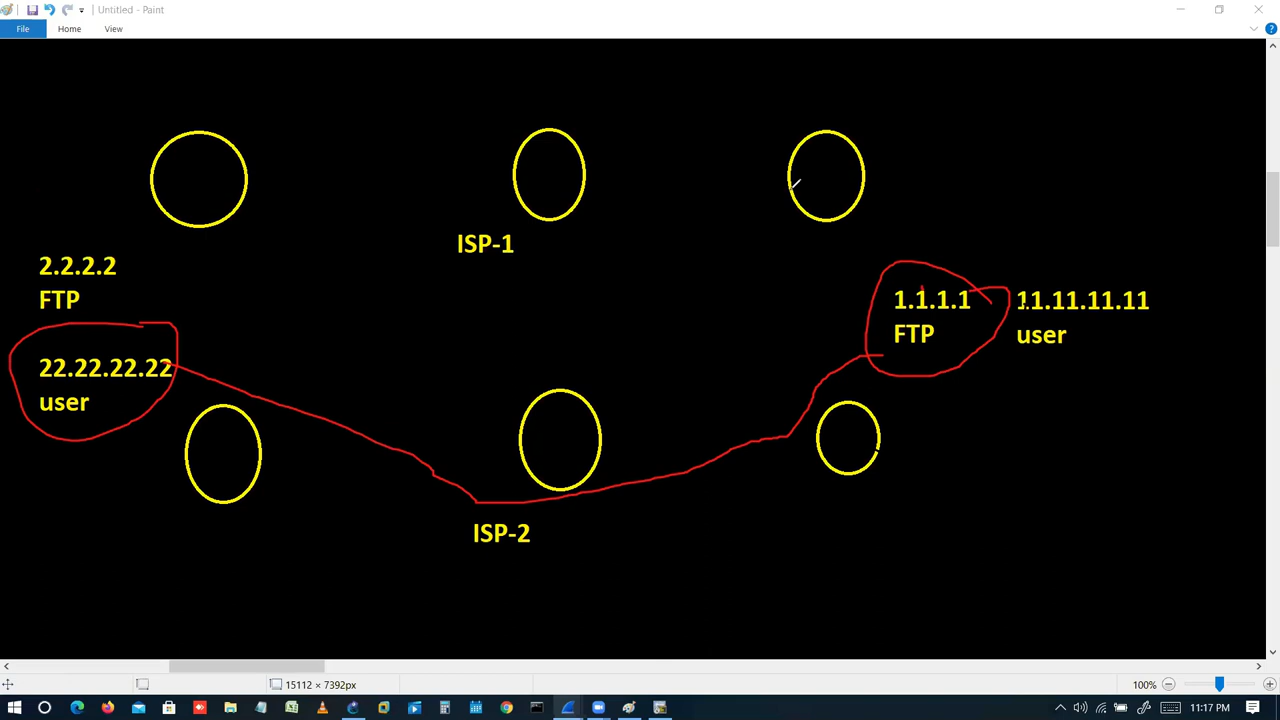 Untitled - Paint
File
Home
View
ISP-1
2.2.2.2
FTP
1.1.1.1
FTP
11.11.11.11
user
22.22.22.22
user
ISP-2
15112 × 7392px
100%
11:17 PM